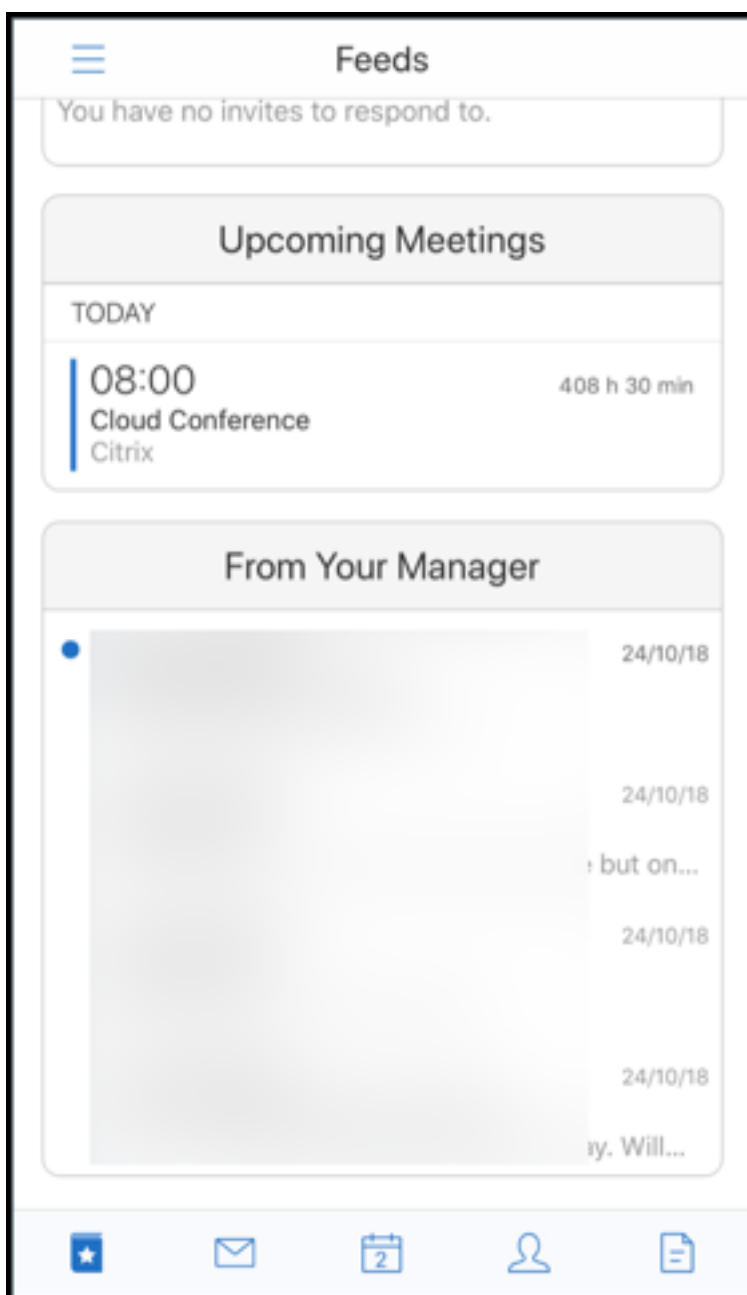 Feeds
You have no invites to respond to.
Upcoming Meetings
TODAY
08:00 408 h 30 min
Cloud Conference
Citrix
From Your Manager
24/10/18
24/10/18
but on...
24/10/18
24/10/18
Will...
2